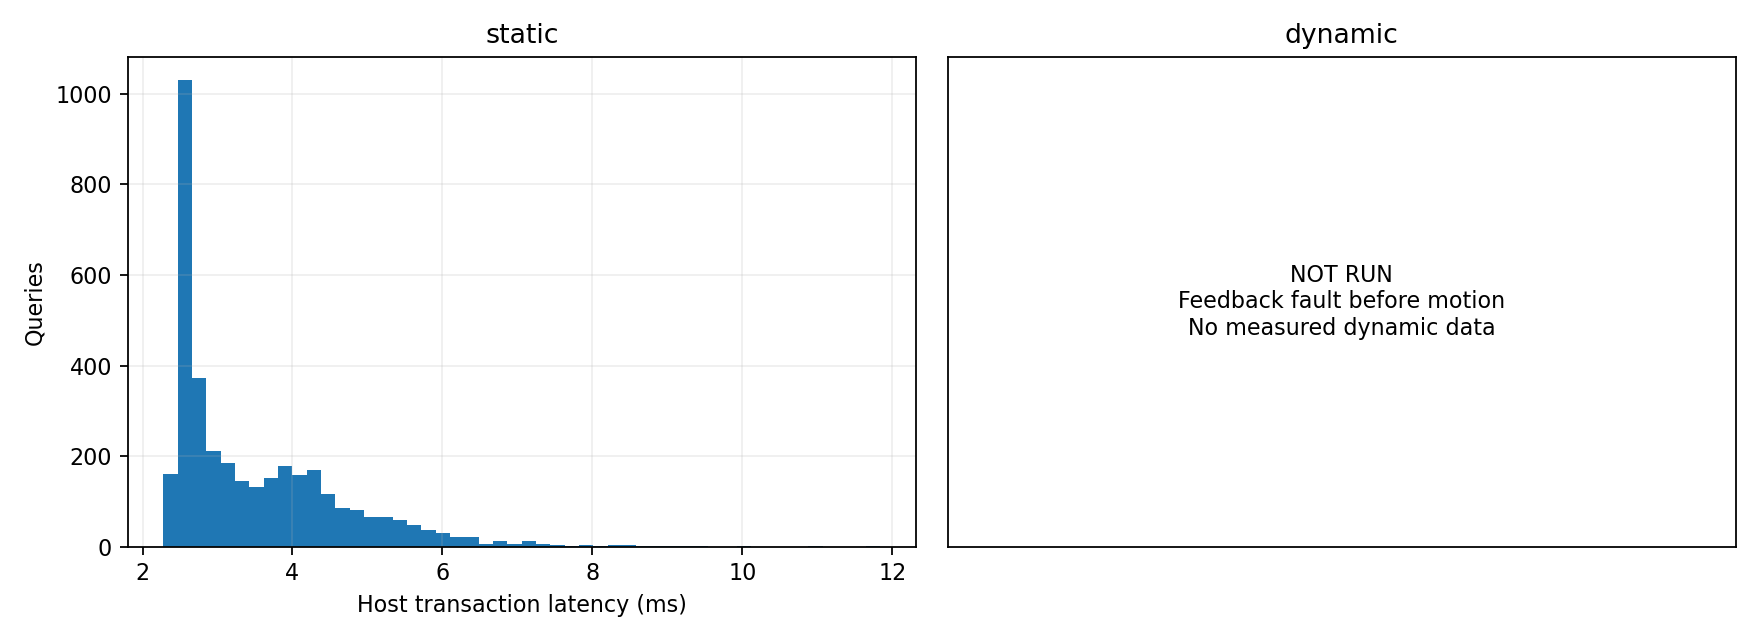 static
dynamic
1000
800
600
400
200
0
Queries
2
4
6
8
10
12
Host transaction latency (ms)
NOT RUN
Feedback fault before motion
No measured dynamic data